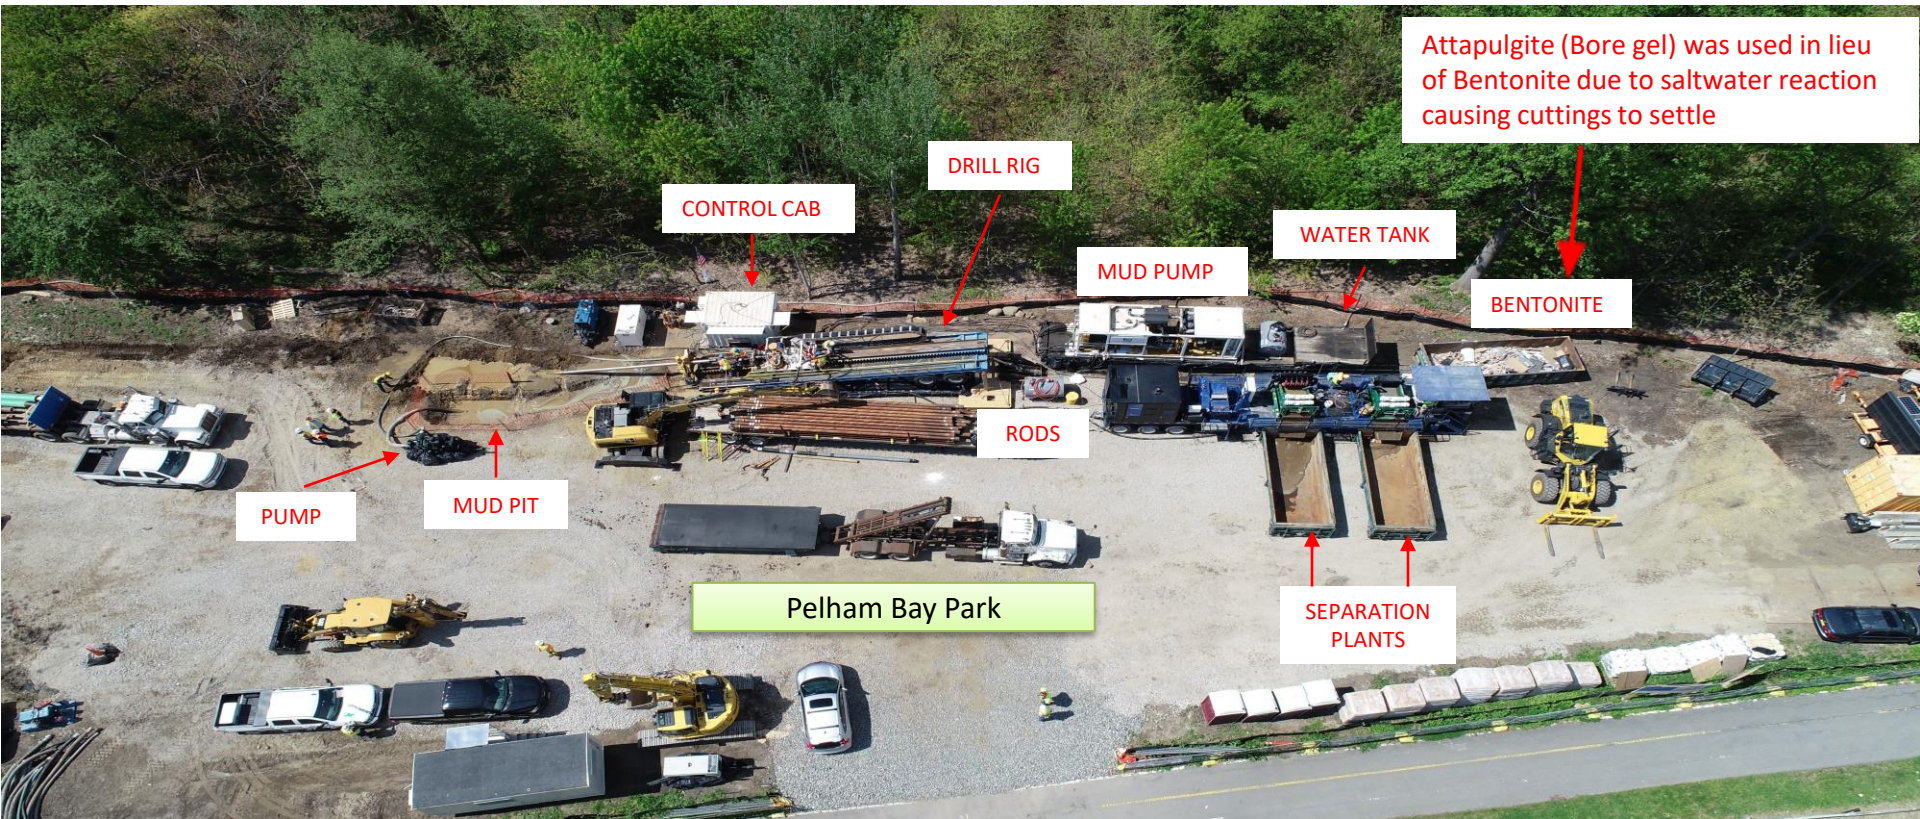 Attapulgite (Bore gel) was used in lieu
of Bentonite due to saltwater reaction
causing cuttings to settle
DRILL RIG
CONTROL CAB
WATER TANK
MUD PUMP
BENTONITE
RODS
MUD PIT
PUMP
Pelham Bay Park
SEPARATION
PLANTS